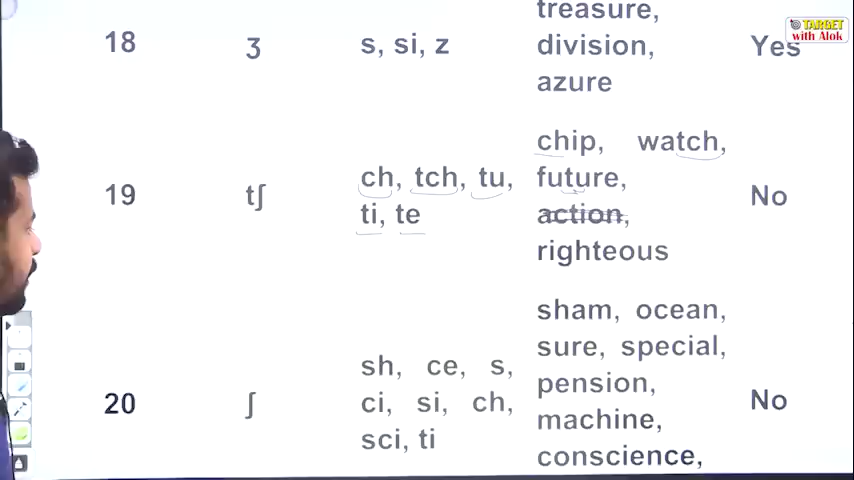 treasure,
TARGET
with Alok
18 ʒ s, si, z division, Yes
azure
chip, watch,
ch, tch, tu, future,
19 tʃ No
ti, te action,
righteous
sham, ocean,
sure, special,
sh, ce, s,
pension,
20 ʃ ci, si, ch, No
machine,
sci, ti
conscience,